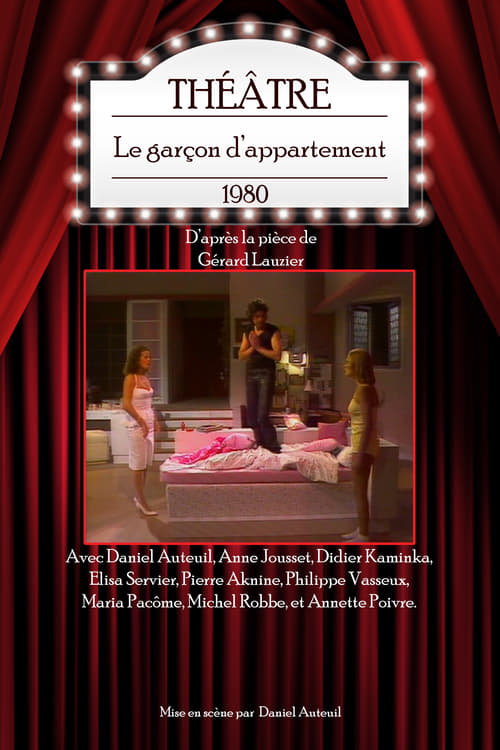 THÉÂTRE
Le garçon d'appartement
1980
D'après la pièce de
Gérard Lauzier
Avec Daniel Auteuil, Anne Jousset, Didier Kaminka,
Elisa Servier, Pierre Aknine, Philippe Vasseux,
Maria Pacôme, Michel Robbe, et Annette Poivre.
Mise en scène par Daniel Auteuil